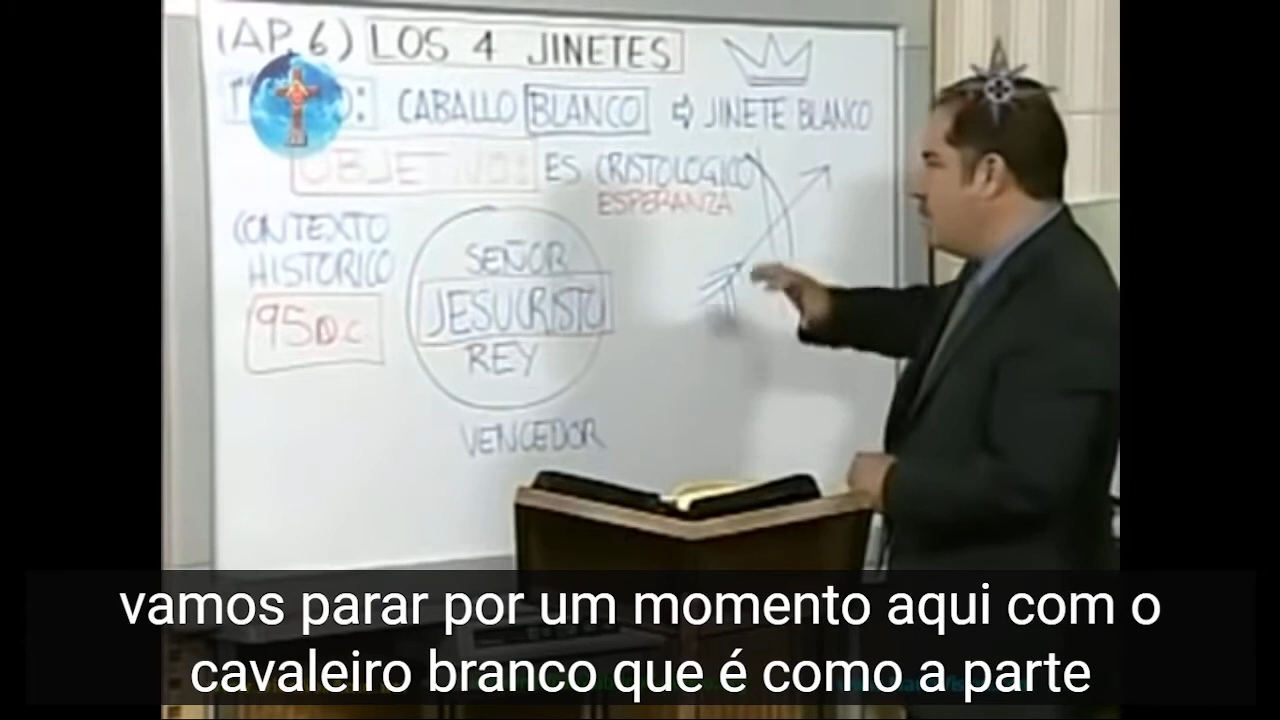 (AP. 6) LOS 4 JINETES
CABALLO BLANCO ⇨ JINETE BLANCO
OBJETIVO: ES CRISTOLOGICO
ESPERANZA
CONTEXTO
HISTORICO
95 D.C
SEÑOR
JESUCRISTO
REY
VENCEDOR
vamos parar por um momento aqui com o
cavaleiro branco que é como a parte